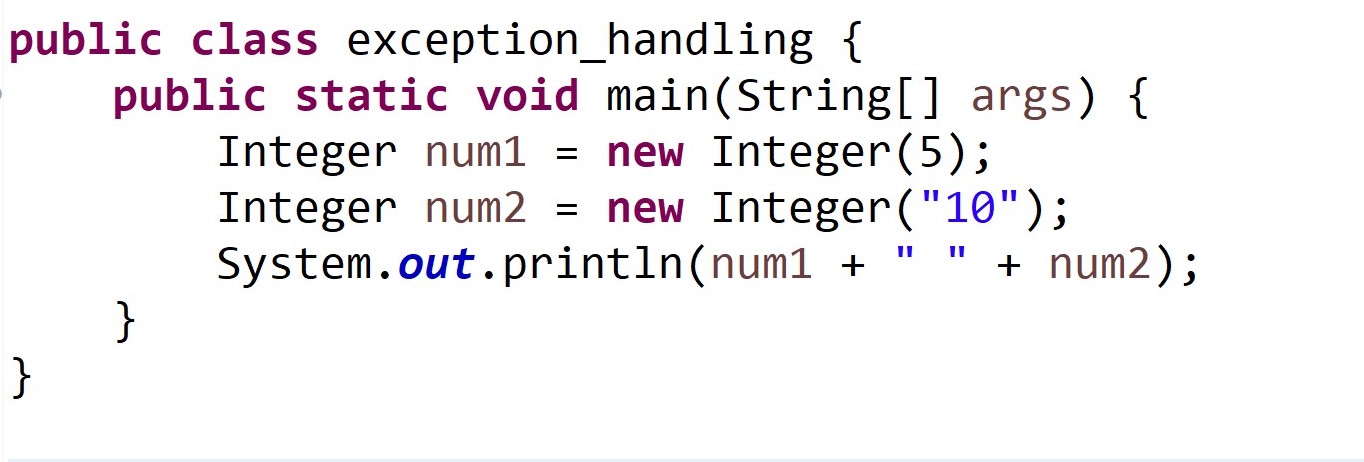 public class exception_handling {
    public static void main(String[] args) {
        Integer num1 = new Integer(5);
        Integer num2 = new Integer("10");
        System.out.println(num1 + " " + num2);
    }
}